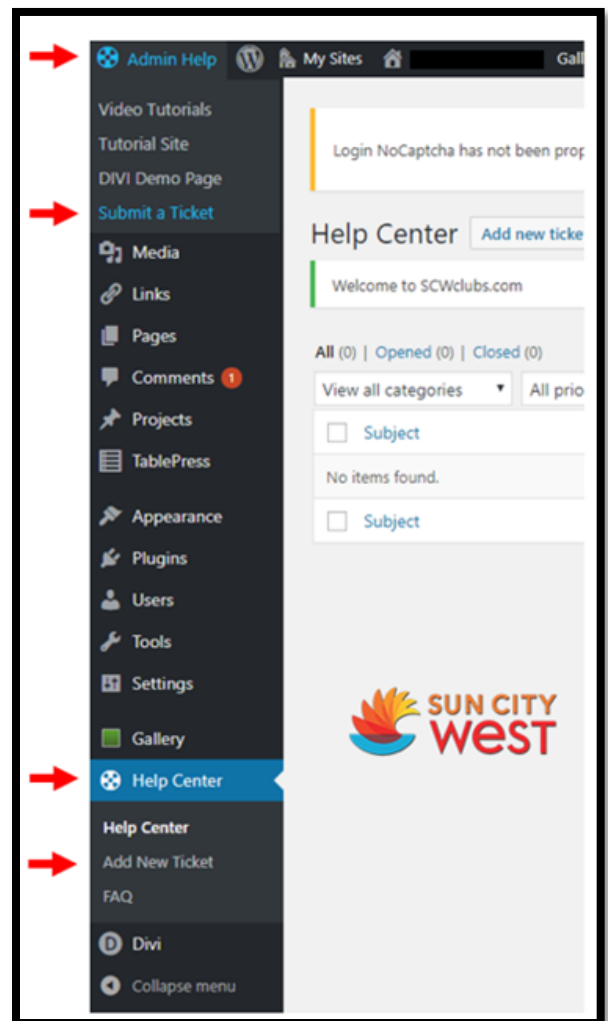 Admin Help My Sites Gall
Video Tutorials
Tutorial Site
DIVI Demo Page
Submit a Ticket
Media
Links
Pages
Comments 1
Projects
TablePress
Appearance
Plugins
Users
Tools
Settings
Gallery
Help Center
Help Center
Add New Ticket
FAQ
Divi
Collapse menu
Login NoCaptcha has not been prop
Help Center Add new ticke
Welcome to SCWclubs.com
All (0) | Opened (0) | Closed (0)
View all categories All prio
Subject
No items found.
Subject
SUN CITY
WEST